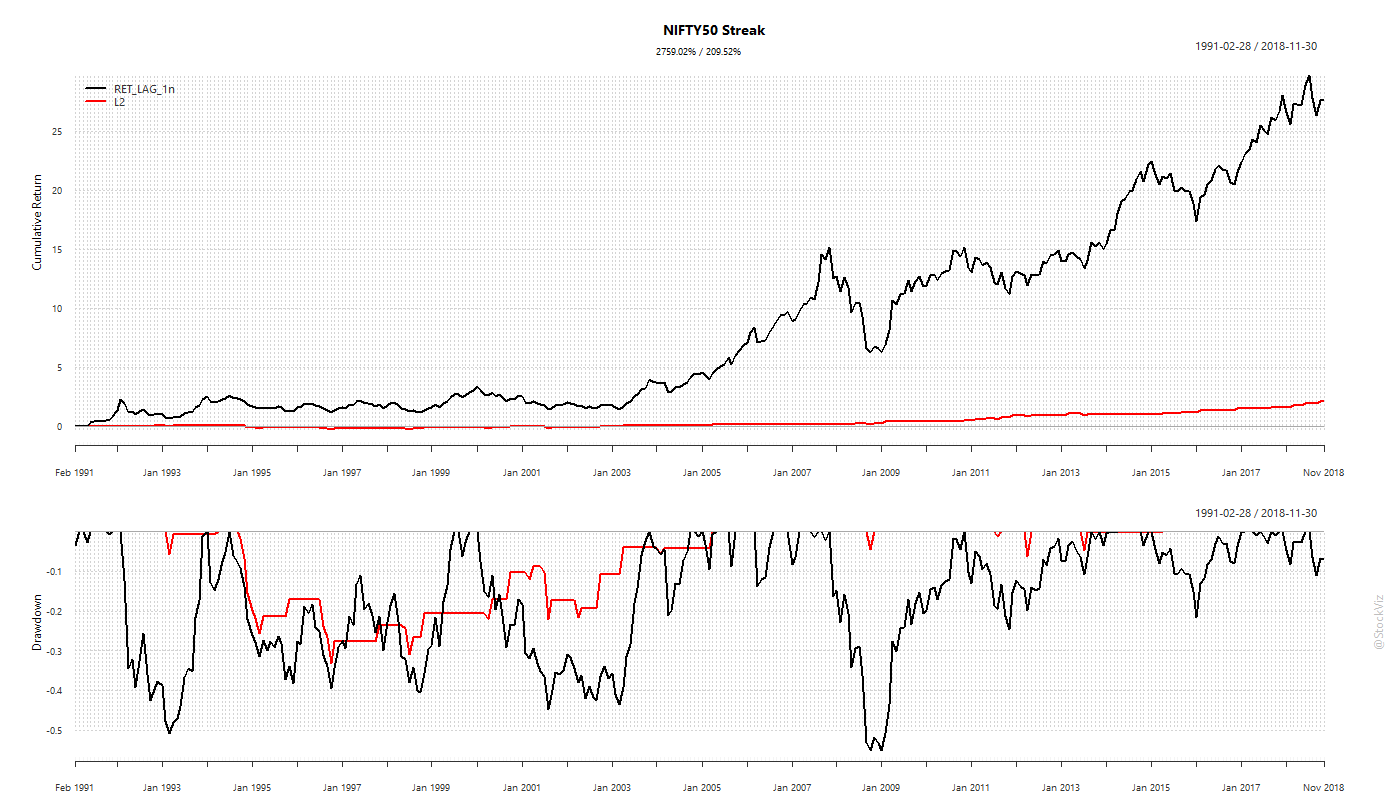 NIFTY50 Streak
2759.02% / 209.52%
1991-02-28 / 2018-11-30
RET_LAG_1n
L2
Cumulative Return
25
20
15
10
5
0
Feb 1991 Jan 1993 Jan 1995 Jan 1997 Jan 1999 Jan 2001 Jan 2003 Jan 2005 Jan 2007 Jan 2009 Jan 2011 Jan 2013 Jan 2015 Jan 2017 Nov 2018
1991-02-28 / 2018-11-30
Drawdown
-0.1
-0.2
-0.3
-0.4
-0.5
Feb 1991 Jan 1993 Jan 1995 Jan 1997 Jan 1999 Jan 2001 Jan 2003 Jan 2005 Jan 2007 Jan 2009 Jan 2011 Jan 2013 Jan 2015 Jan 2017 Nov 2018
@StockViz